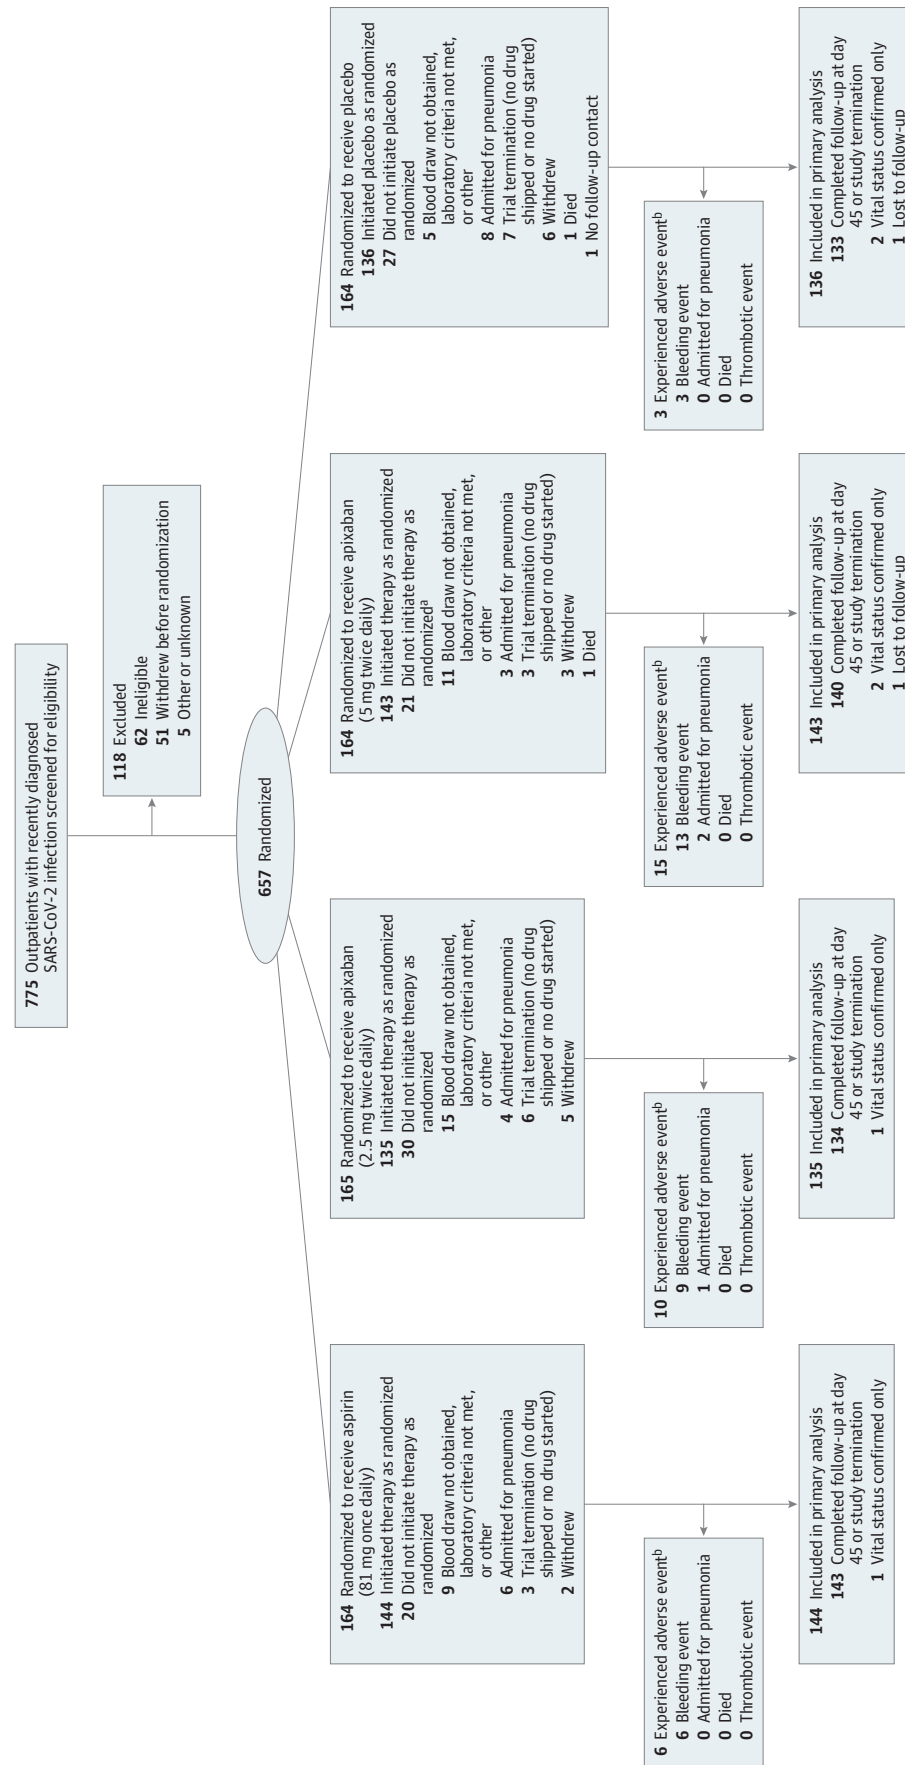 775 Outpatients with recently diagnosed
SARS-CoV-2 infection screened for eligibility
118 Excluded
62 Ineligible
51 Withdrew before randomization
5 Other or unknown
657 Randomized
164 Randomized to receive aspirin
(81 mg once daily)
144 Initiated therapy as randomized
20 Did not initiate therapy as
randomized
9 Blood draw not obtained,
laboratory criteria not met,
or other
6 Admitted for pneumonia
3 Trial termination (no drug
shipped or no drug started)
2 Withdrew
165 Randomized to receive apixaban
(2.5 mg twice daily)
135 Initiated therapy as randomized
30 Did not initiate therapy as
randomized
15 Blood draw not obtained,
laboratory criteria not met,
or other
4 Admitted for pneumonia
6 Trial termination (no drug
shipped or no drug started)
5 Withdrew
164 Randomized to receive apixaban
(5 mg twice daily)
143 Initiated therapy as randomized
21 Did not initiate therapy as
randomizedᵃ
11 Blood draw not obtained,
laboratory criteria not met,
or other
3 Admitted for pneumonia
3 Trial termination (no drug
shipped or no drug started)
3 Withdrew
1 Died
164 Randomized to receive placebo
136 Initiated placebo as randomized
27 Did not initiate placebo as
randomized
5 Blood draw not obtained,
laboratory criteria not met,
or other
8 Admitted for pneumonia
7 Trial termination (no drug
shipped or no drug started)
6 Withdrew
1 Died
1 No follow-up contact
6 Experienced adverse eventᵇ
6 Bleeding event
0 Admitted for pneumonia
0 Died
0 Thrombotic event
10 Experienced adverse eventᵇ
9 Bleeding event
1 Admitted for pneumonia
0 Died
0 Thrombotic event
15 Experienced adverse eventᵇ
13 Bleeding event
2 Admitted for pneumonia
0 Died
0 Thrombotic event
3 Experienced adverse eventᵇ
3 Bleeding event
0 Admitted for pneumonia
0 Died
0 Thrombotic event
144 Included in primary analysis
143 Completed follow-up at day
45 or study termination
1 Vital status confirmed only
135 Included in primary analysis
134 Completed follow-up at day
45 or study termination
1 Vital status confirmed only
143 Included in primary analysis
140 Completed follow-up at day
45 or study termination
2 Vital status confirmed only
1 Lost to follow-up
136 Included in primary analysis
133 Completed follow-up at day
45 or study termination
2 Vital status confirmed only
1 Lost to follow-up